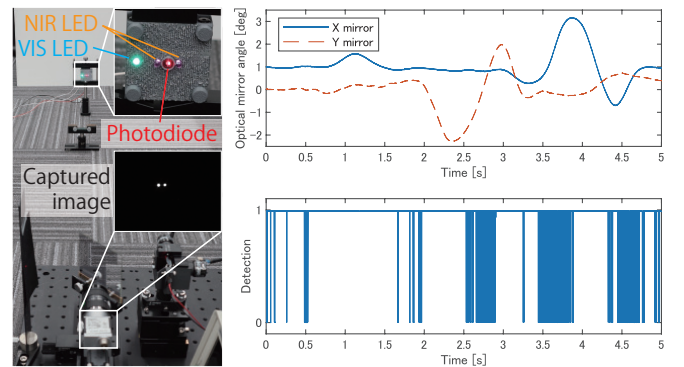 NIR LED
VIS LED
Photodiode
Captured
image
Optical mirror angle [deg]
3
2
1
0
−1
−2
X mirror
Y mirror
0 0.5 1 1.5 2 2.5 3 3.5 4 4.5 5
Time [s]
Detection
1
0
0 0.5 1 1.5 2 2.5 3 3.5 4 4.5 5
Time [s]